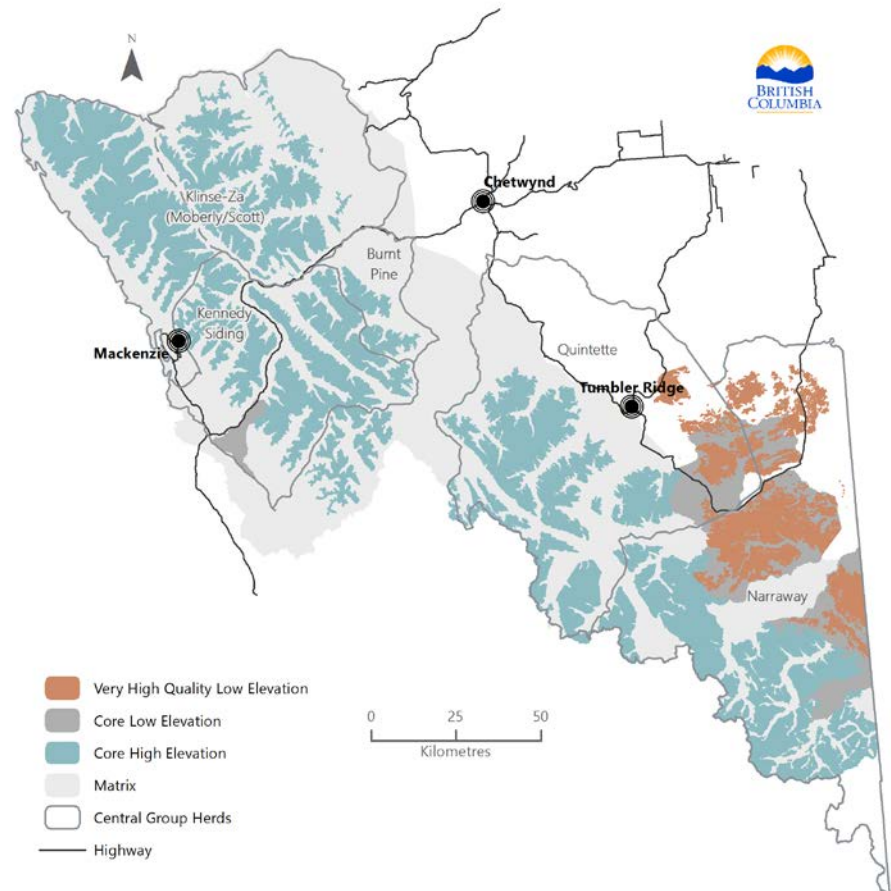 N
BRITISH
COLUMBIA
Chetwynd
Klinse-Za
(Moberly/Scott)
Burnt
Pine
Kennedy
Siding
Mackenzie
Quintette
Tumbler Ridge
Narraway
Very High Quality Low Elevation
Core Low Elevation
Core High Elevation
Matrix
Central Group Herds
Highway
0
25
50
Kilometres